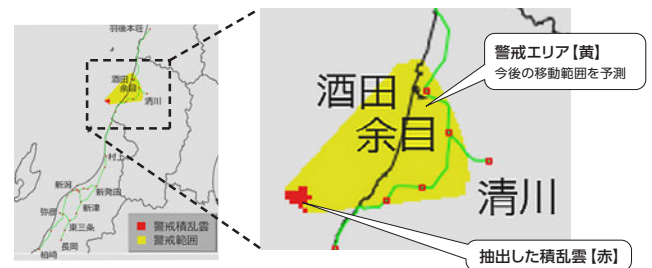 羽後本荘
酒田
余目
清川
村上
新潟
新発田
弥彦
新津
東三条
長岡
柏崎
警戒積乱雲
警戒範囲
警戒エリア【黄】
今後の移動範囲を予測
酒田
余目
清川
抽出した積乱雲【赤】